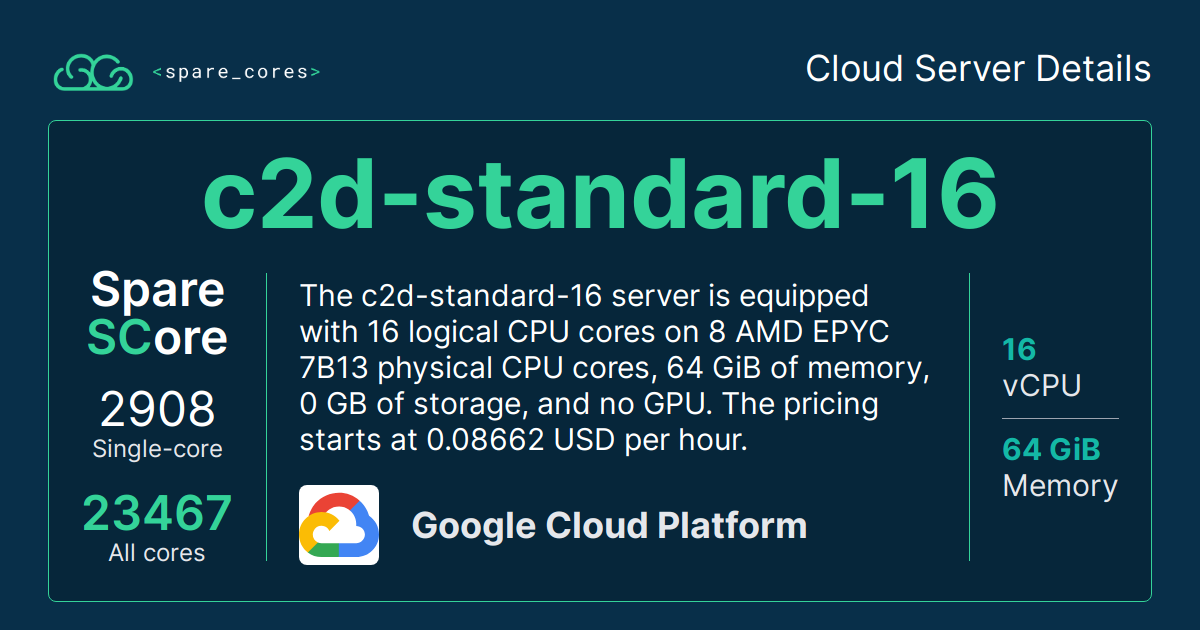 <spare_cores>
Cloud Server Details
c2d-standard-16
Spare
SCore
2908
Single-core
23467
All cores
The c2d-standard-16 server is equipped
with 16 logical CPU cores on 8 AMD EPYC
7B13 physical CPU cores, 64 GiB of memory,
0 GB of storage, and no GPU. The pricing
starts at 0.08662 USD per hour.
Google Cloud Platform
16
vCPU
64 GiB
Memory